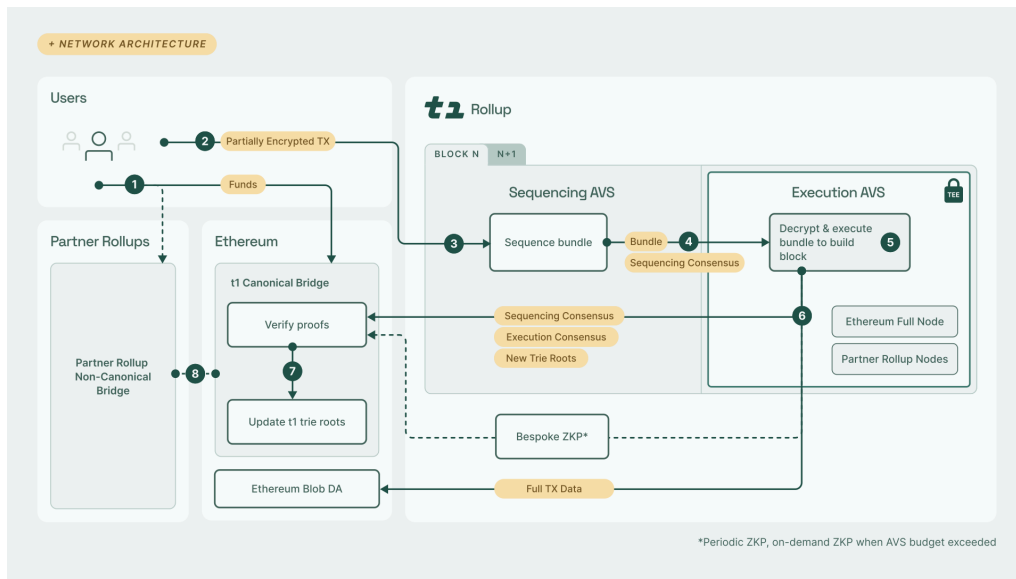 + NETWORK ARCHITECTURE
Users
2
Partially Encrypted TX
1
Funds
Partner Rollups
Partner Rollup
Non-Canonical
Bridge
8
Ethereum
t1 Canonical Bridge
Verify proofs
7
Update t1 trie roots
Ethereum Blob DA
t1 Rollup
BLOCK N
N+1
Sequencing AVS
3
Sequence bundle
Bundle
4
Sequencing Consensus
Execution AVS
TEE
Decrypt & execute
bundle to build
block
5
6
Sequencing Consensus
Execution Consensus
New Trie Roots
Ethereum Full Node
Partner Rollup Nodes
Bespoke ZKP*
Full TX Data
*Periodic ZKP, on-demand ZKP when AVS budget exceeded